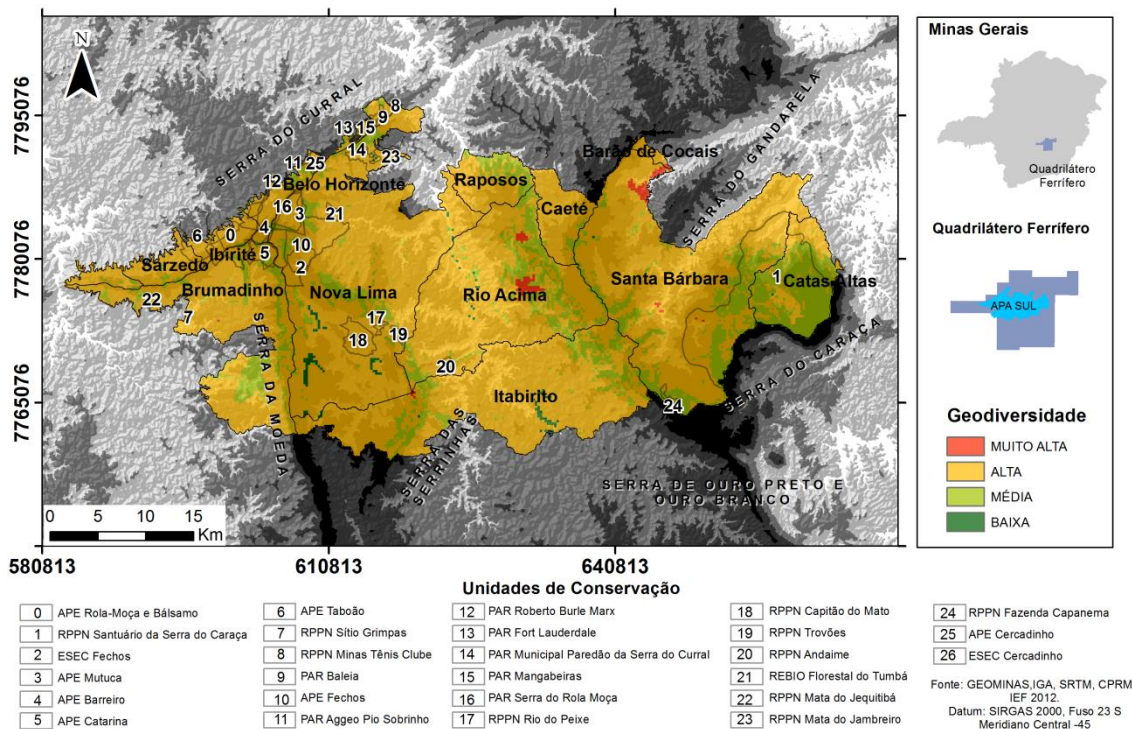 N
7795076
7780076
7765076
580813
610813
640813
SERRA DO CURRAL
SERRA DO GANDARELA
SERRA DA MOEDA
SERRA DAS
SERRINHAS
SERRA DO CARAÇA
SERRA DE OURO PRETO E
OURO BRANCO
Barão de Cocais
Belo Horizonte
Raposos
Caeté
Ibirité
Sarzedo
Brumadinho
Nova Lima
Rio Acima
Santa Bárbara
Catas Altas
Itabirito
8
9
13
15
14
23
11
25
12
16
3
21
6
0
4
5
10
2
1
22
7
17
18
19
20
24
0 5 10 15
Km
Minas Gerais
Quadrilátero
Ferrífero
Quadrilátero Ferrífero
APA SUL
Geodiversidade
MUITO ALTA
ALTA
MÉDIA
BAIXA
Unidades de Conservação
0 APE Rola-Moça e Bálsamo
1 RPPN Santuário da Serra do Caraça
2 ESEC Fechos
3 APE Mutuca
4 APE Barreiro
5 APE Catarina
6 APE Taboão
7 RPPN Sítio Grimpas
8 RPPN Minas Tênis Clube
9 PAR Baleia
10 APE Fechos
11 PAR Aggeo Pio Sobrinho
12 PAR Roberto Burle Marx
13 PAR Fort Lauderdale
14 PAR Municipal Paredão da Serra do Curral
15 PAR Mangabeiras
16 PAR Serra do Rola Moça
17 RPPN Rio do Peixe
18 RPPN Capitão do Mato
19 RPPN Trovões
20 RPPN Andaime
21 REBIO Florestal do Tumbá
22 RPPN Mata do Jequitibá
23 RPPN Mata do Jambreiro
24 RPPN Fazenda Capanema
25 APE Cercadinho
26 ESEC Cercadinho
Fonte: GEOMINAS,IGA, SRTM, CPRM
IEF 2012.
Datum: SIRGAS 2000, Fuso 23 S
Meridiano Central -45